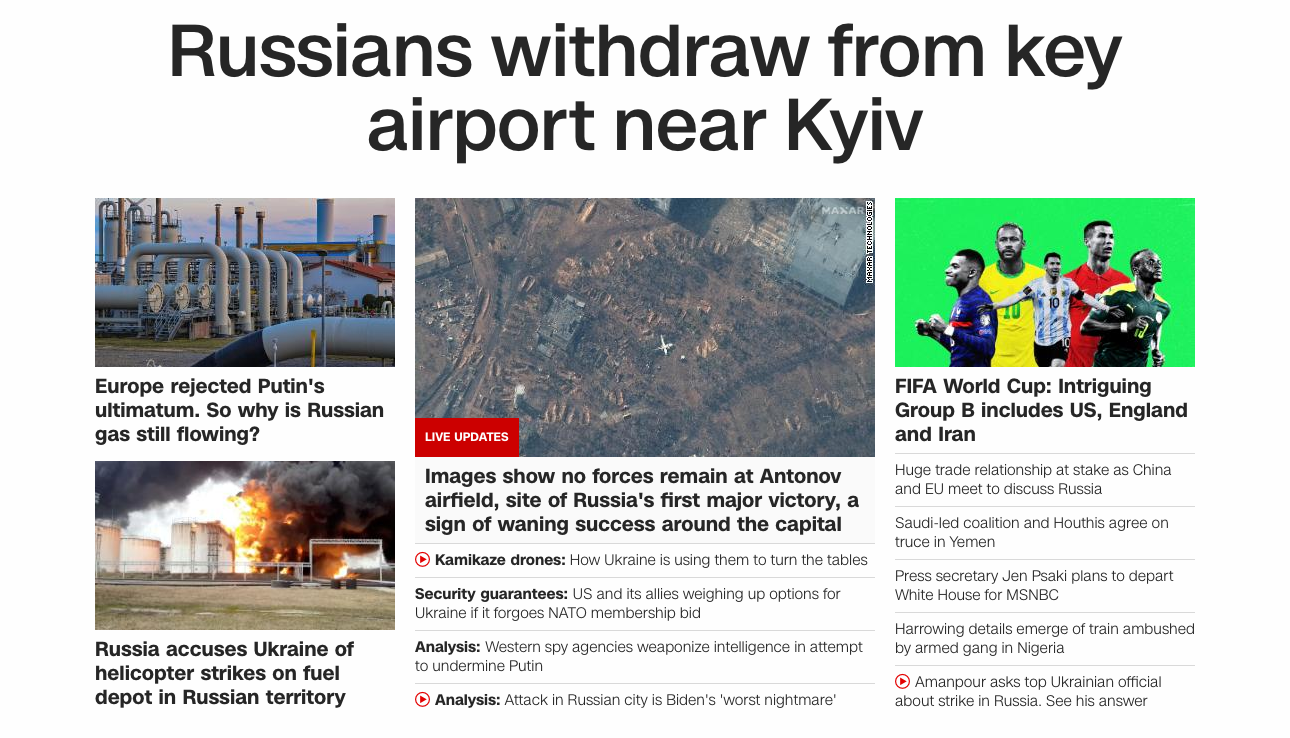 Russians withdraw from key
airport near Kyiv
Europe rejected Putin's
ultimatum. So why is Russian
gas still flowing?
Russia accuses Ukraine of
helicopter strikes on fuel
depot in Russian territory
MAXAR
MAXAR TECHNOLOGIES
LIVE UPDATES
Images show no forces remain at Antonov
airfield, site of Russia's first major victory, a
sign of waning success around the capital
Kamikaze drones: How Ukraine is using them to turn the tables
Security guarantees: US and its allies weighing up options for
Ukraine if it forgoes NATO membership bid
Analysis: Western spy agencies weaponize intelligence in attempt
to undermine Putin
Analysis: Attack in Russian city is Biden's 'worst nightmare'
10
10
10
FIFA World Cup: Intriguing
Group B includes US, England
and Iran
Huge trade relationship at stake as China
and EU meet to discuss Russia
Saudi-led coalition and Houthis agree on
truce in Yemen
Press secretary Jen Psaki plans to depart
White House for MSNBC
Harrowing details emerge of train ambushed
by armed gang in Nigeria
Amanpour asks top Ukrainian official
about strike in Russia. See his answer